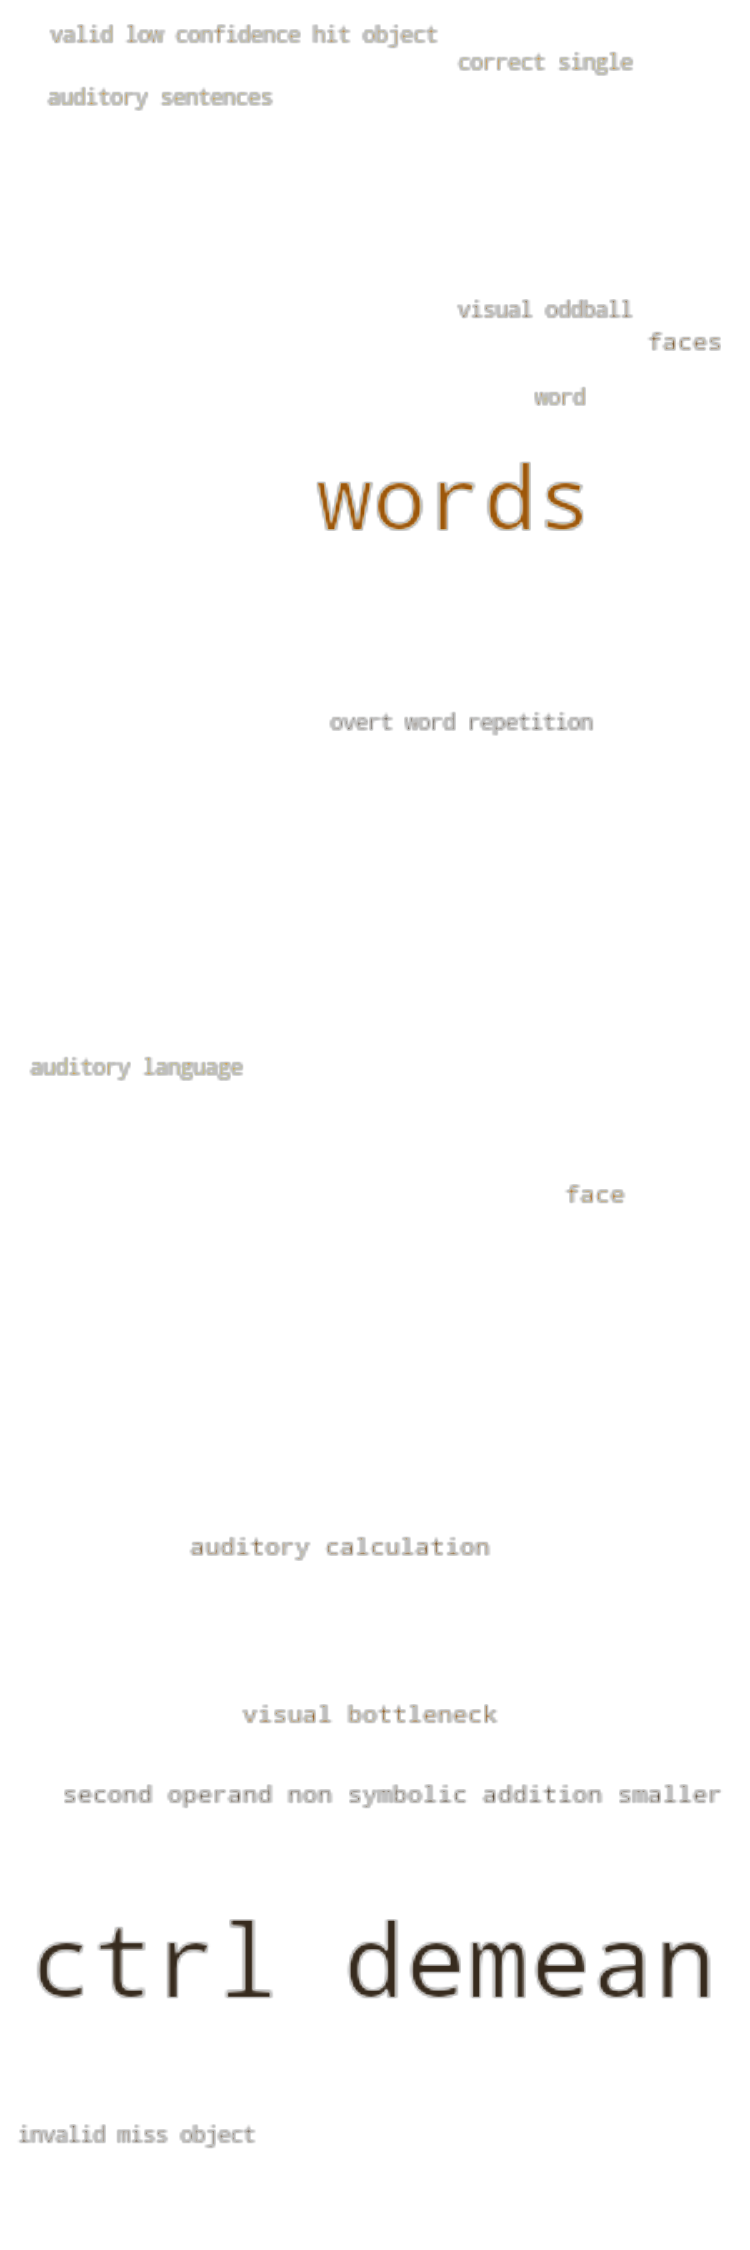 valid low confidence hit object
correct single
auditory sentences
visual oddball
faces
word
words
overt word repetition
auditory language
face
auditory calculation
visual bottleneck
second operand non symbolic addition smaller
ctrl demean
invalid miss object